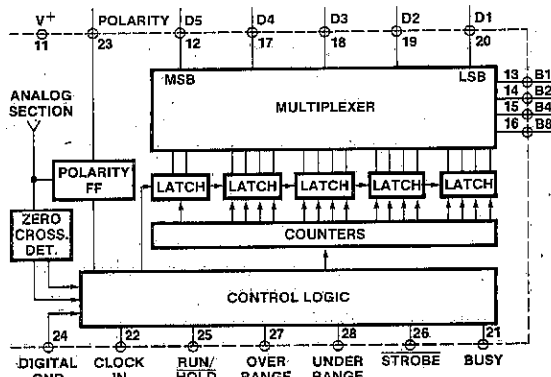 V+ POLARITY D5 D4 D3 D2 D1
11 23 12 17 18 19 20
MSB LSB
13 B1
14 B2
15 B4
16 B8
MULTIPLEXER
ANALOG
SECTION
POLARITY
FF
LATCH LATCH LATCH LATCH LATCH
ZERO
CROSS.
DET.
COUNTERS
CONTROL LOGIC
24 22 25 27 28 26 21
DIGITAL CLOCK RUN/ OVER UNDER STROBE BUSY
GND IN HOLD RANGE RANGE